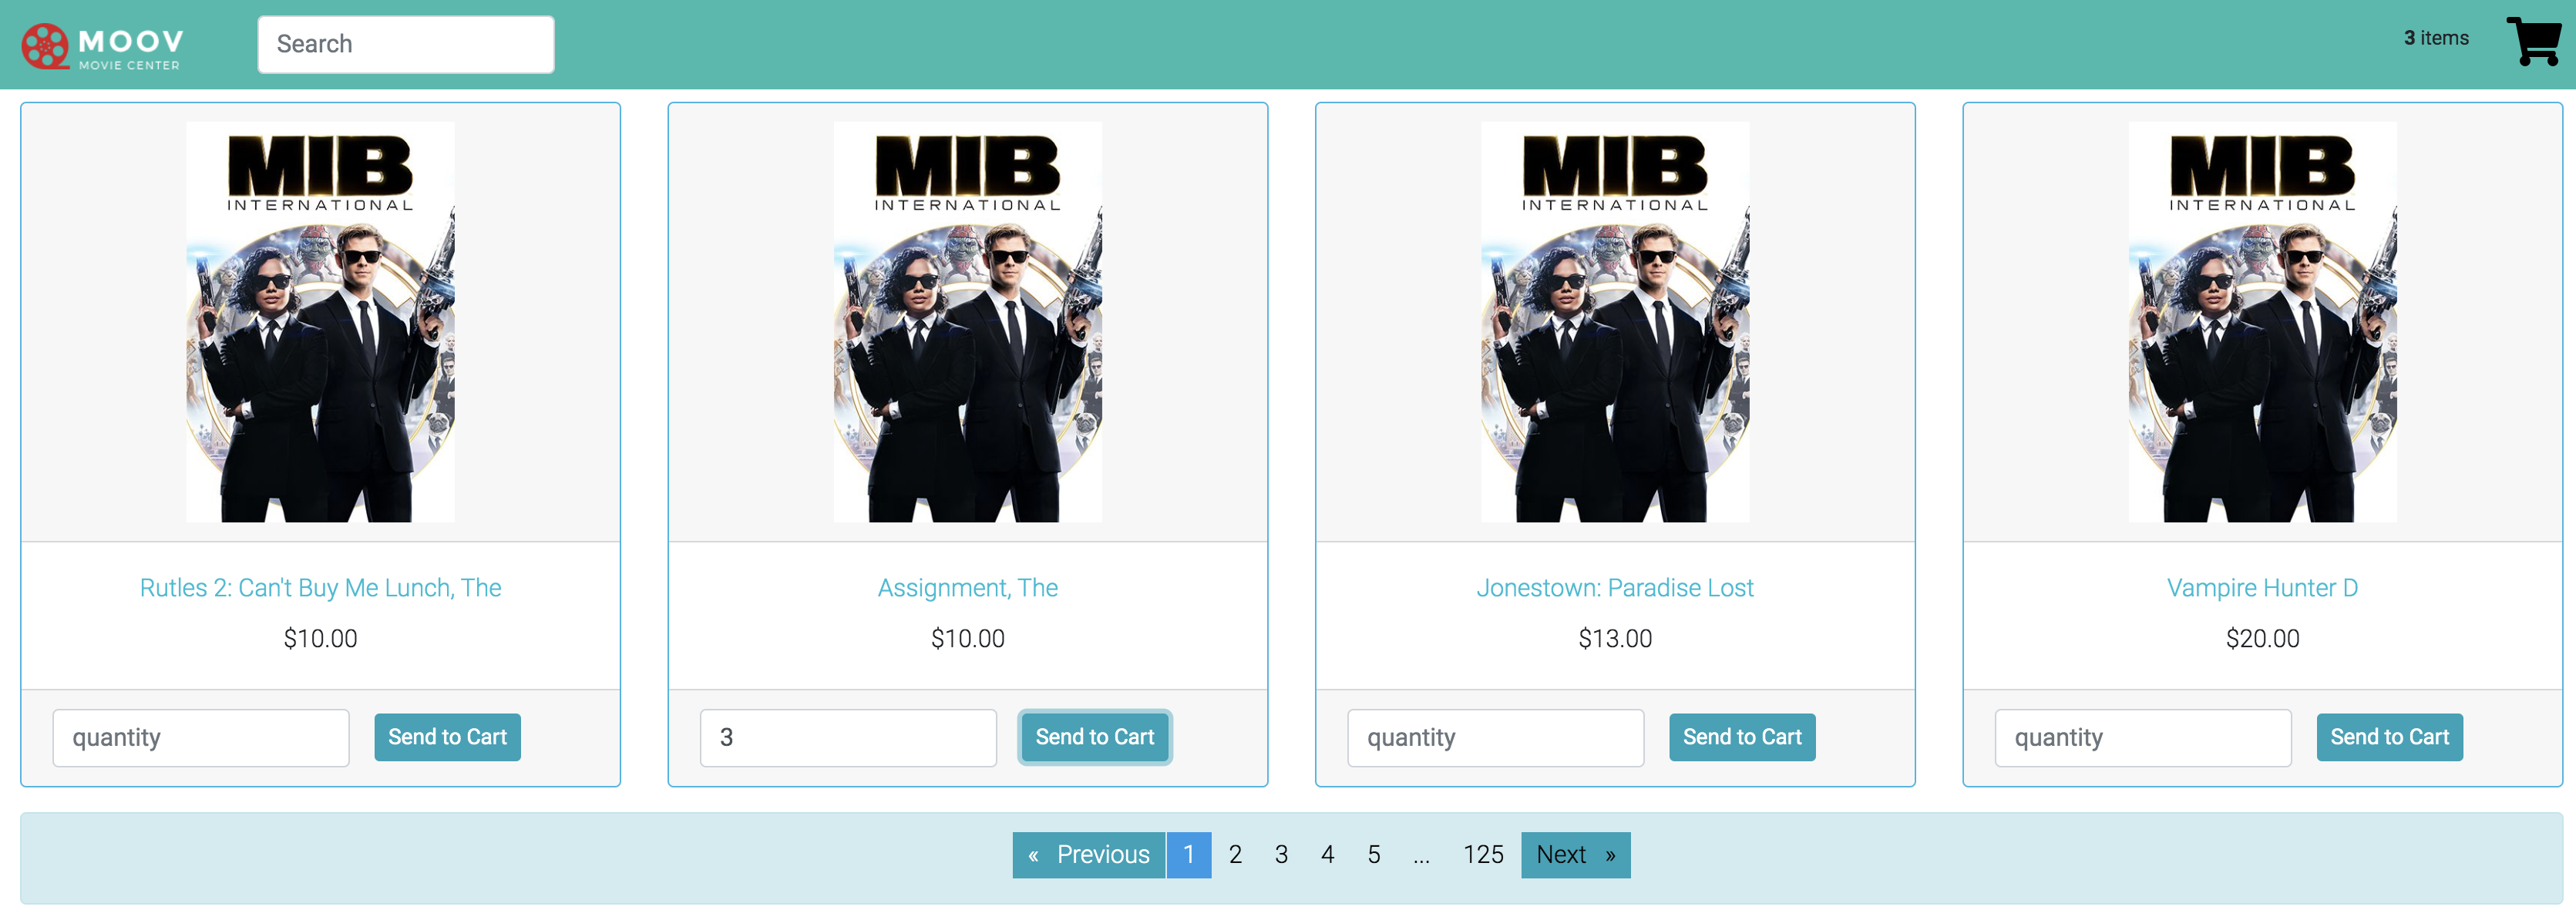 MOOV
MOVIE CENTER
Search
3 items
MIB
INTERNATIONAL
MIB
INTERNATIONAL
MIB
INTERNATIONAL
MIB
INTERNATIONAL
Rutles 2: Can't Buy Me Lunch, The
Assignment, The
Jonestown: Paradise Lost
Vampire Hunter D
$10.00
$10.00
$13.00
$20.00
quantity
Send to Cart
3
Send to Cart
quantity
Send to Cart
quantity
Send to Cart
« Previous 1 2 3 4 5 ... 125 Next »